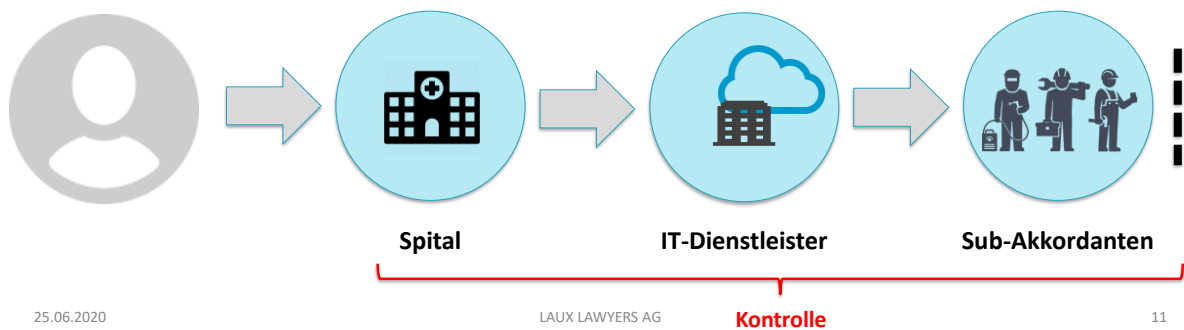 Spital
IT-Dienstleister
Sub-Akkordanten
25.06.2020
LAUX LAWYERS AG
Kontrolle
11